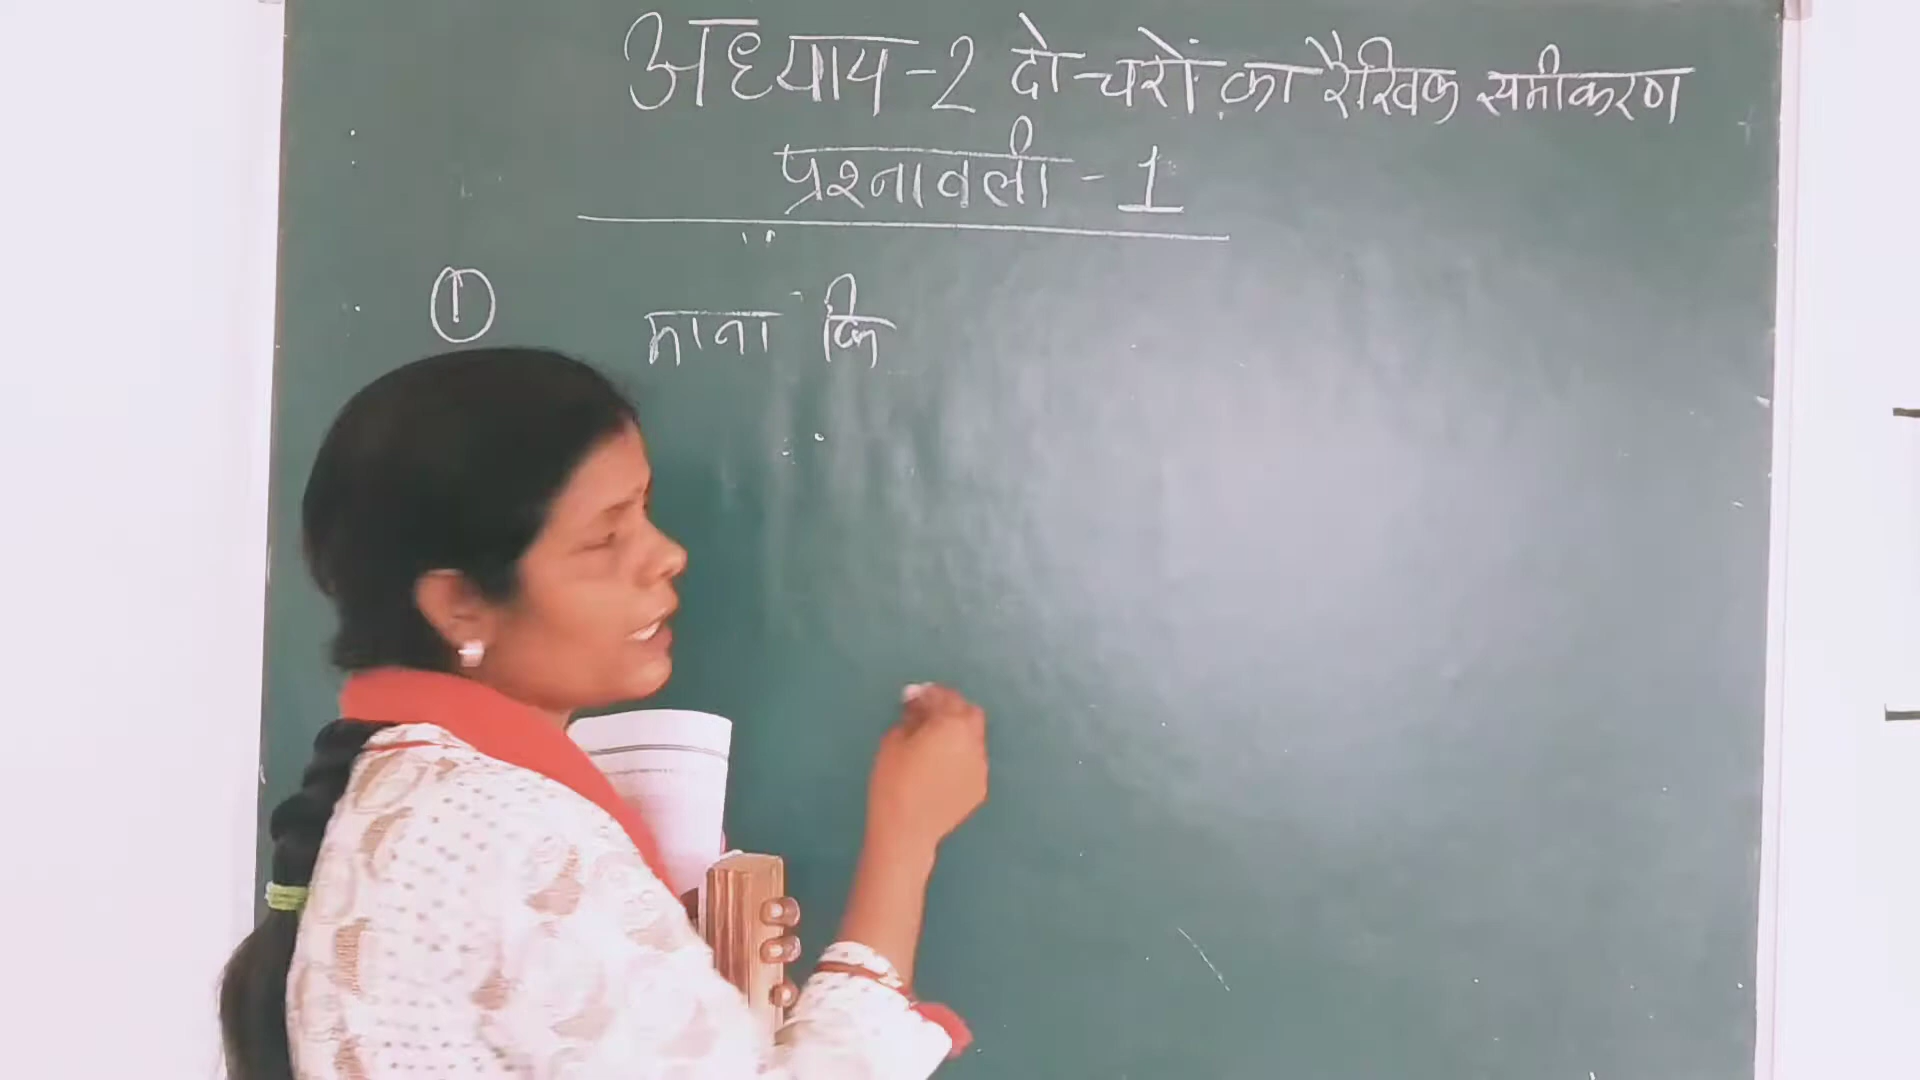 अध्याय-2 दो चरों का रैखिक समीकरण
प्रश्नावली-1
① माना कि